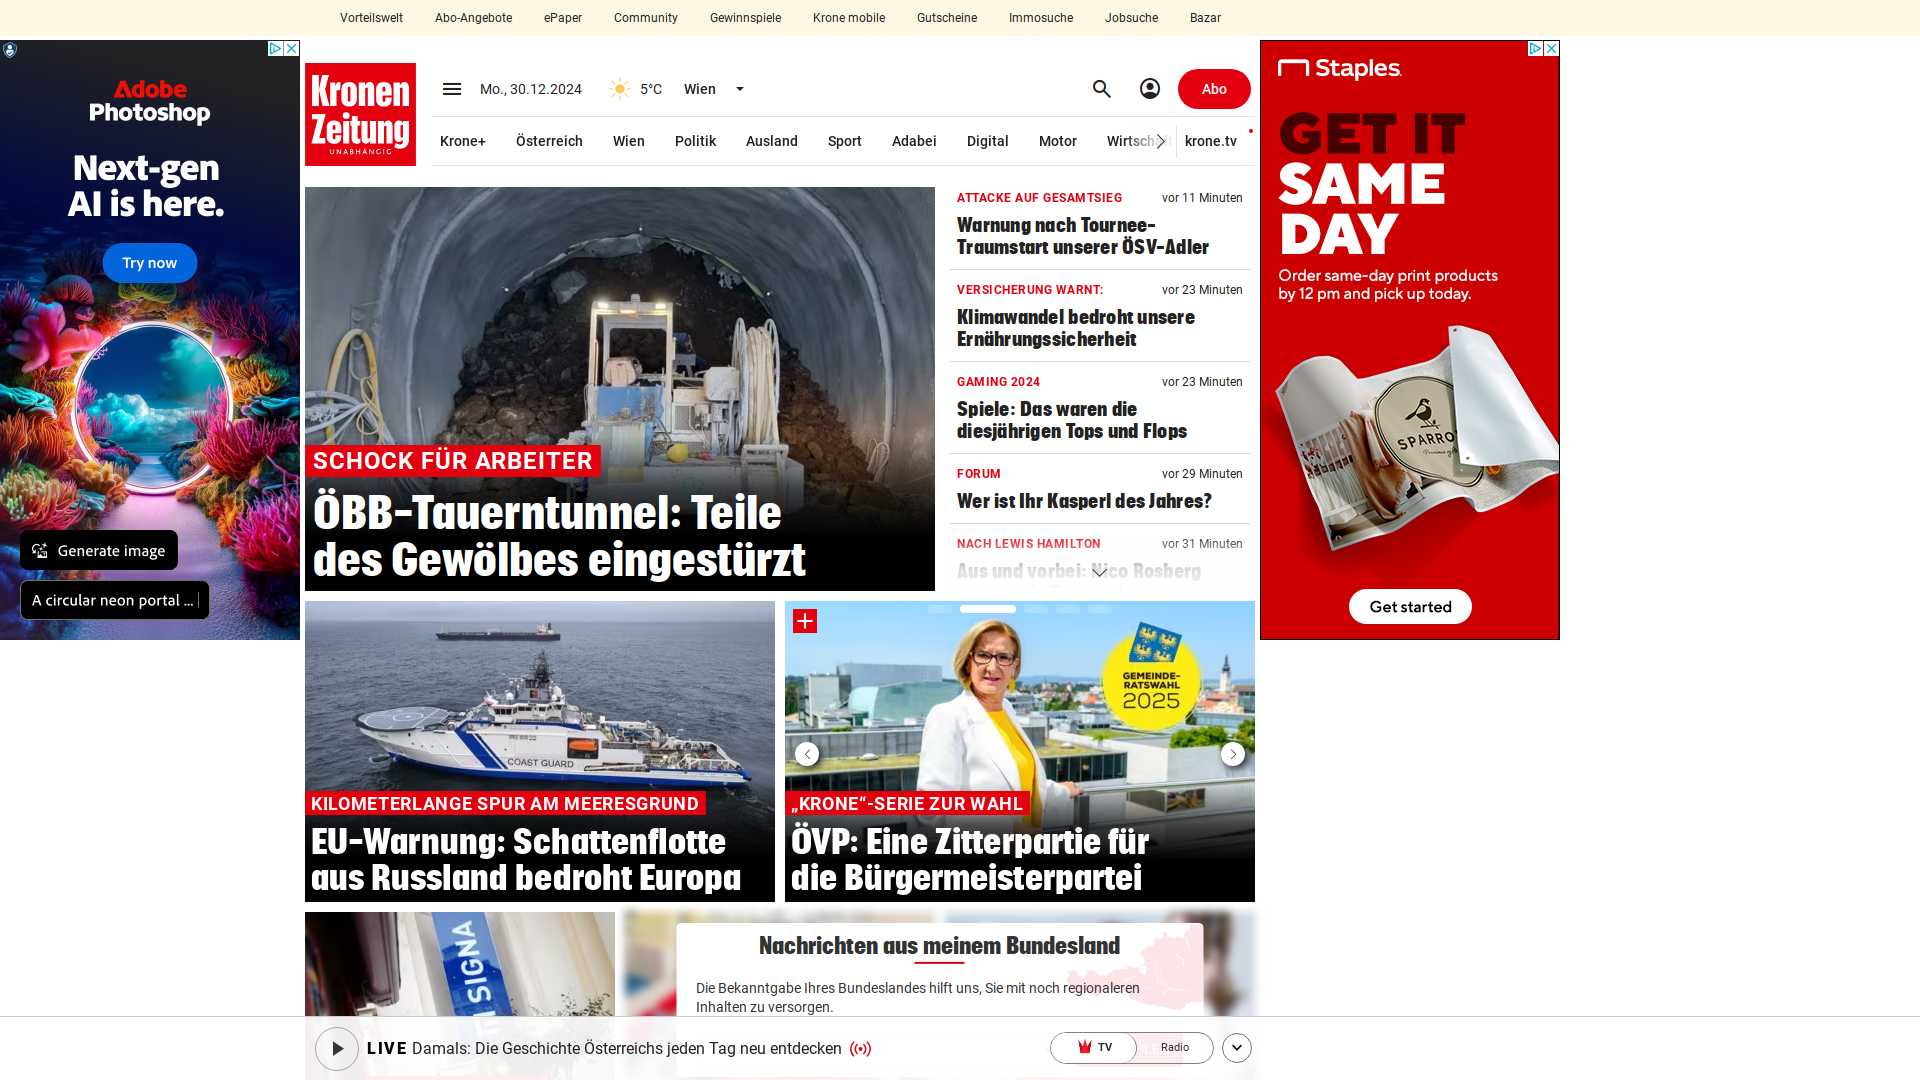 Vorteilswelt Abo-Angebote ePaper Community Gewinnspiele Krone mobile Gutscheine Immosuche Jobsuche Bazar
Kronen
Zeitung
UNABHÄNGIG
Mo., 30.12.2024 5°C Wien Abo
Krone+ Österreich Wien Politik Ausland Sport Adabei Digital Motor Wirtschaft krone.tv
Adobe
Photoshop
Next-gen
AI is here.
Try now
Generate image
A circular neon portal ...
SCHOCK FÜR ARBEITER
ÖBB-Tauerntunnel: Teile
des Gewölbes eingestürzt
ATTACKE AUF GESAMTSIEG vor 11 Minuten
Warnung nach Tournee-
Traumstart unserer ÖSV-Adler
VERSICHERUNG WARNT: vor 23 Minuten
Klimawandel bedroht unsere
Ernährungssicherheit
GAMING 2024 vor 23 Minuten
Spiele: Das waren die
diesjährigen Tops und Flops
FORUM vor 29 Minuten
Wer ist Ihr Kasperl des Jahres?
NACH LEWIS HAMILTON vor 31 Minuten
Aus und vorbei: Nico Rosberg
Staples
GET IT
SAME
DAY
Order same-day print products
by 12 pm and pick up today.
SPARRO
Get started
COAST GUARD
KILOMETERLANGE SPUR AM MEERESGRUND
EU-Warnung: Schattenflotte
aus Russland bedroht Europa
GEMEINDE-
RATSWAHL
2025
„KRONE“-SERIE ZUR WAHL
ÖVP: Eine Zitterpartie für
die Bürgermeisterpartei
SIGNA
Nachrichten aus meinem Bundesland
Die Bekanntgabe Ihres Bundeslandes hilft uns, Sie mit noch regionaleren
Inhalten zu versorgen.
LIVE Damals: Die Geschichte Österreichs jeden Tag neu entdecken TV Radio